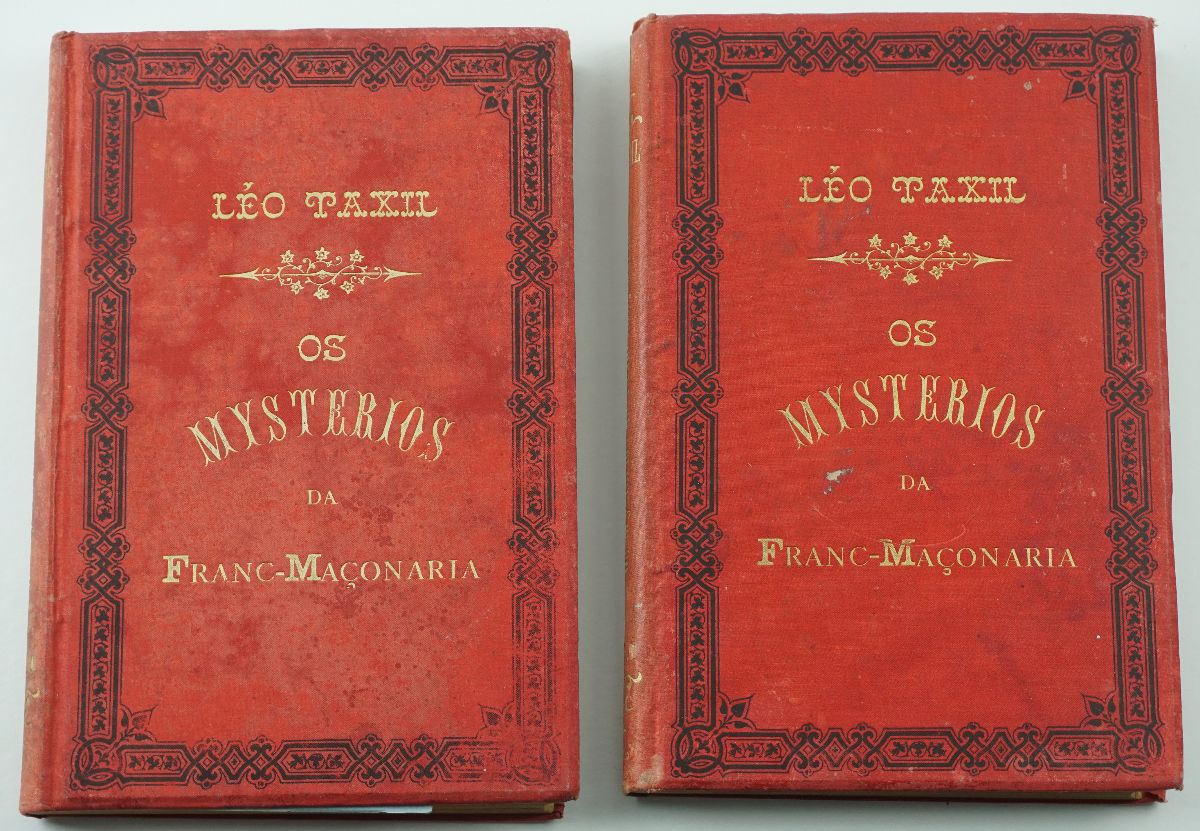 LÉO TAXIL
OS
MYSTERIOS
DA
FRANC-MAÇONARIA
LÉO TAXIL
OS
MYSTERIOS
DA
FRANC-MAÇONARIA